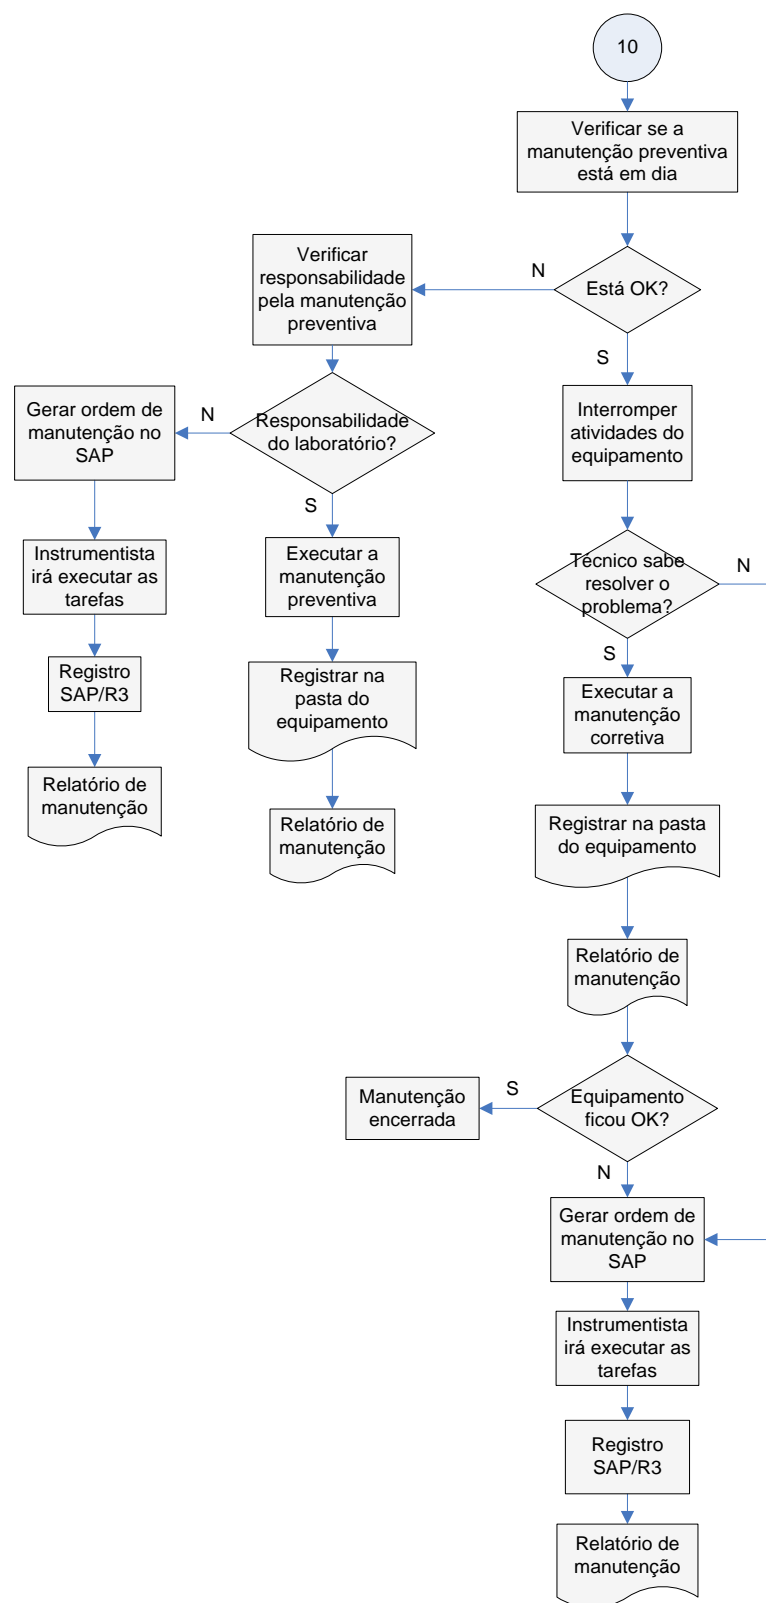 10
Verificar se a
manutenção preventiva
está em dia
Está OK?
N
S
Verificar
responsabilidade
pela manutenção
preventiva
Responsabilidade
do laboratório?
N
S
Gerar ordem de
manutenção no
SAP
Instrumentista
irá executar as
tarefas
Registro
SAP/R3
Relatório de
manutenção
Executar a
manutenção
preventiva
Registrar na
pasta do
equipamento
Relatório de
manutenção
Interromper
atividades do
equipamento
Técnico sabe
resolver o
problema?
N
S
Executar a
manutenção
corretiva
Registrar na pasta
do equipamento
Relatório de
manutenção
Equipamento
ficou OK?
S
N
Manutenção
encerrada
Gerar ordem de
manutenção no
SAP
Instrumentista
irá executar as
tarefas
Registro
SAP/R3
Relatório de
manutenção